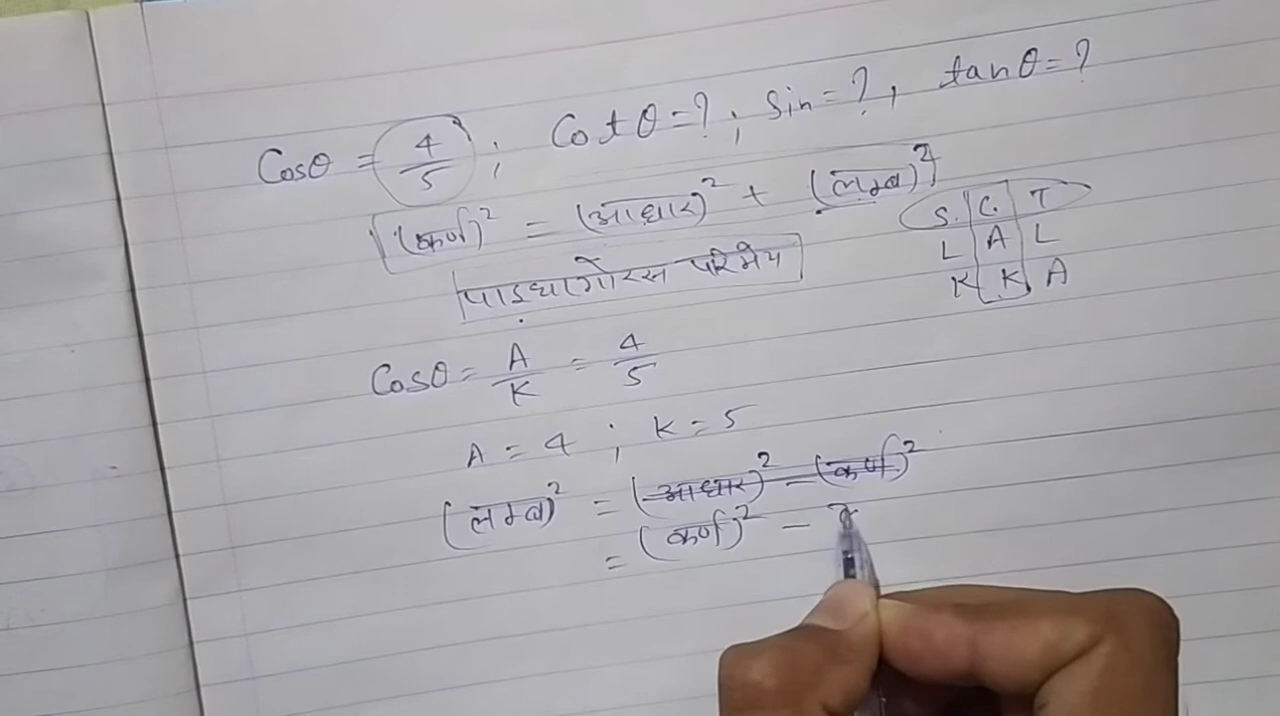 Cosθ = 4/5 ; Cot θ = ? ; Sin = ? , tan θ = ?
(कर्ण)² = (आधार)² + (लम्ब)²
पाइथागोरस परिमेय
S. C. T
L A L
K K A
Cosθ = A/K = 4/5
A = 4 ; K = 5
(लम्ब)² = (आधार)² - (कर्ण)²
= (कर्ण)² -